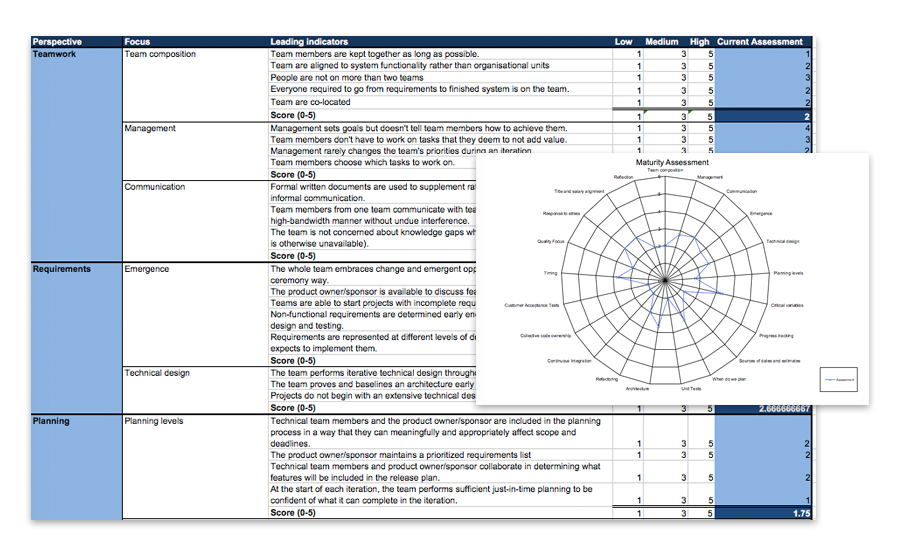 Perspective Focus Leading indicators Low Medium High Current Assessment
Teamwork Team composition Team members are kept together as long as possible. 1 3 5 1
Team are aligned to system functionality rather than organisational units 1 3 5 2
People are not on more than two teams 1 3 5 3
Everyone required to go from requirements to finished system is on the team. 1 3 5 2
Team are co-located 1 3 5 2
Score (0-5) 1 3 5 2
Management Management sets goals but doesn't tell team members how to achieve them. 1 3 5 4
Team members don't have to work on tasks that they deem to not add value. 1 3 5 3
Management rarely changes the team's priorities during an iteration. 1 3 5 2
Team members choose which tasks to work on.
Score (0-5)
Communication Formal written documents are used to supplement
informal communication.
Team members from one team communicate with
high-bandwidth manner without undue interference.
The team is not concerned about knowledge gaps
is otherwise unavailable).
Score (0-5)
Requirements Emergence The whole team embraces change and emergent
ceremony way.
The product owner/sponsor is available to discuss
Teams are able to start projects with incomplete
Non-functional requirements are determined early
design and testing.
Requirements are represented at different levels of
expects to implement them.
Score (0-5)
Technical design The team performs iterative technical design
The team proves and baselines an architecture early
Projects do not begin with an extensive technical
Score (0-5) 1 3 5 2.666666667
Planning Planning levels Technical team members and the product owner/sponsor are included in the planning
process in a way that they can meaningfully and appropriately affect scope and
deadlines. 1 3 5 2
The product owner/sponsor maintains a prioritized requirements list 1 3 5 2
Technical team members and product owner/sponsor collaborate in determining what
features will be included in the release plan. 1 3 5 2
At the start of each iteration, the team performs sufficient just-in-time planning to be
confident of what it can complete in the iteration. 1 3 5 1
Score (0-5) 1 3 5 1.75
Maturity Assessment
Team composition
Reflection Management
Title and salary alignment Communication
Response to stress Emergence
Quality Focus Technical design
Timing Planning levels
Customer Acceptance Tests Critical variables
Collective code ownership Progress tracking
Continuous Integration Sources of dates and estimates
Refactoring When do we plan
Architecture Unit Tests
Assessment